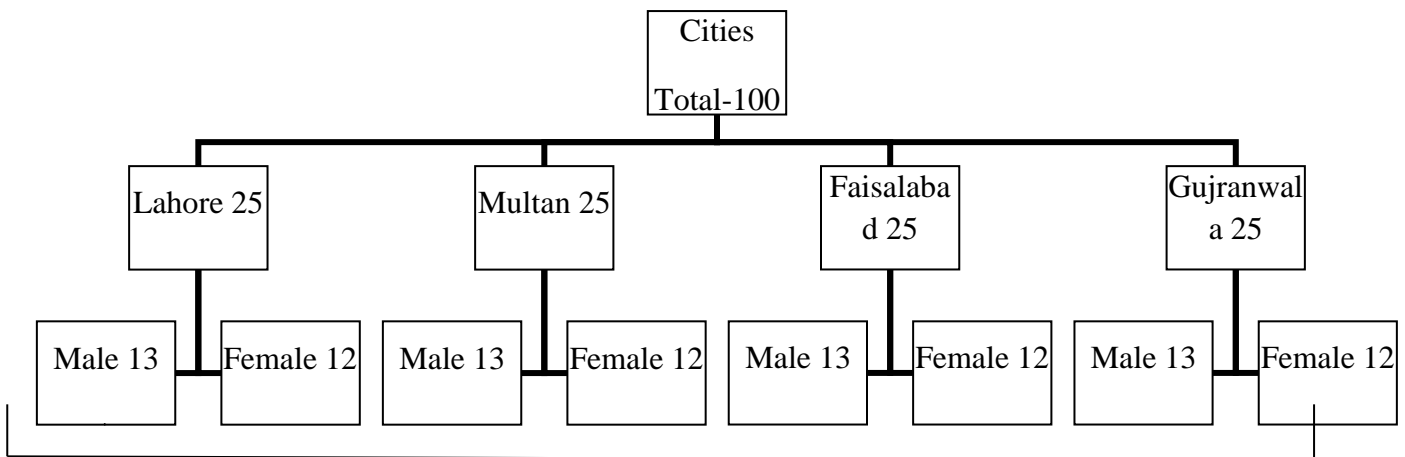 Cities
Total-100
Lahore 25
Multan 25
Faisalaba
d 25
Gujranwal
a 25
Male 13
Female 12
Male 13
Female 12
Male 13
Female 12
Male 13
Female 12